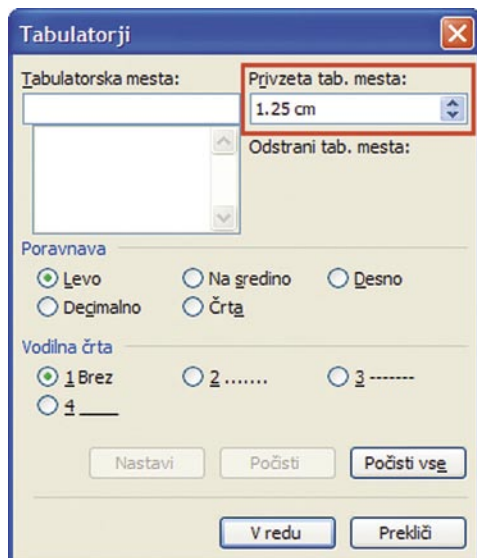 Tabulatorji
Tabulatorska mesta: Privzeta tab. mesta:
1.25 cm
Odstrani tab. mesta:
Poravnava
Levo Na sredino Desno
Decimalno Črta
Vodilna črta
1 Brez 2 ....... 3 -------
4 ____
Nastavi Počisti Počisti vse
V redu Prekliči